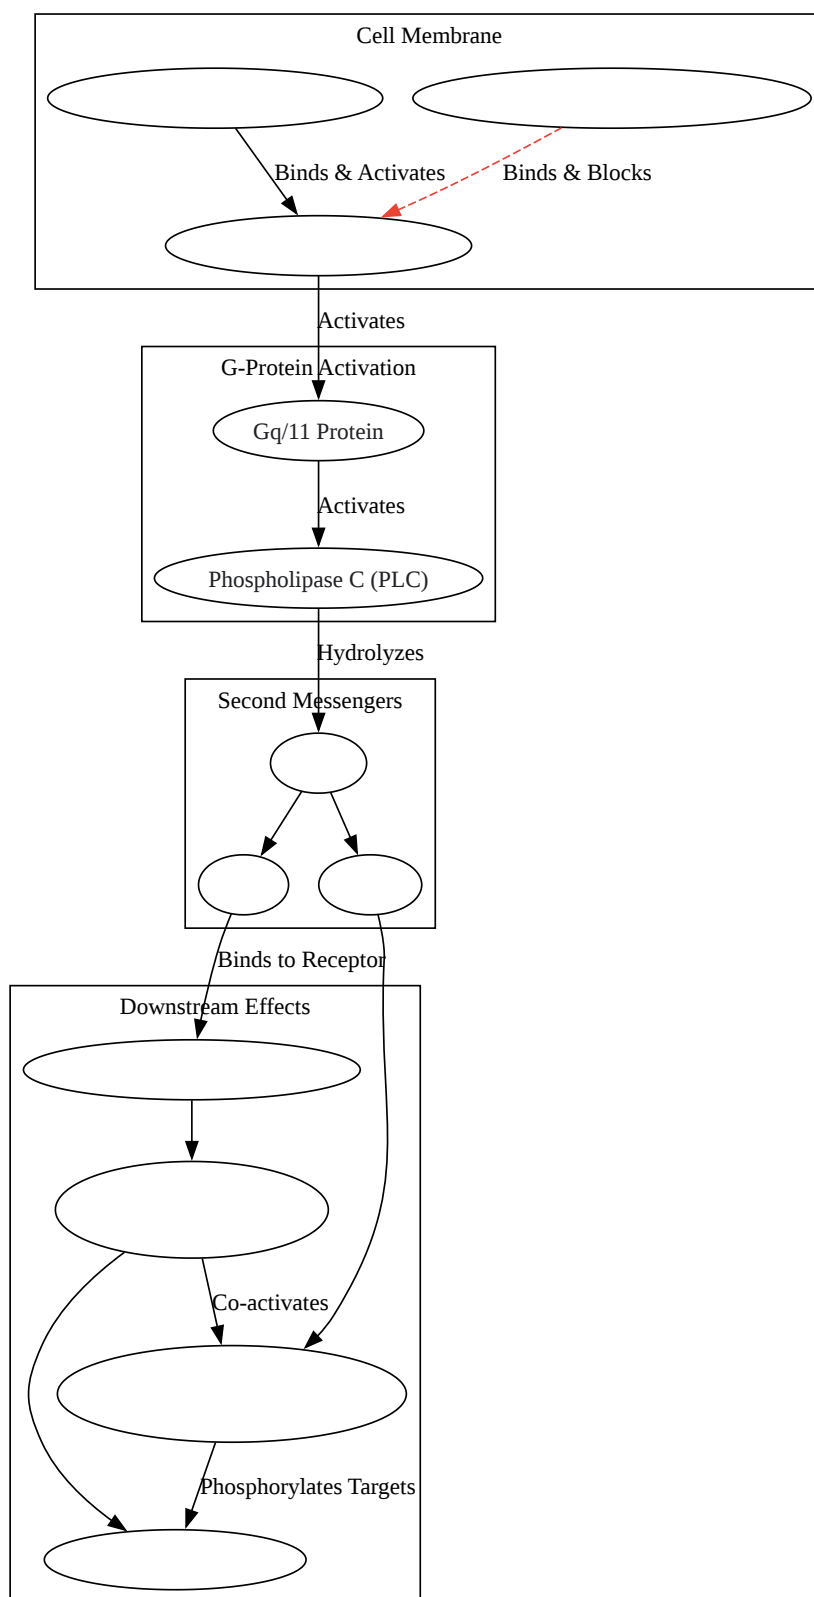 Cell Membrane
Binds & Activates
Binds & Blocks
Activates
G-Protein Activation
Gq/11 Protein
Activates
Phospholipase C (PLC)
Hydrolyzes
Second Messengers
Binds to Receptor
Downstream Effects
Co-activates
Phosphorylates Targets